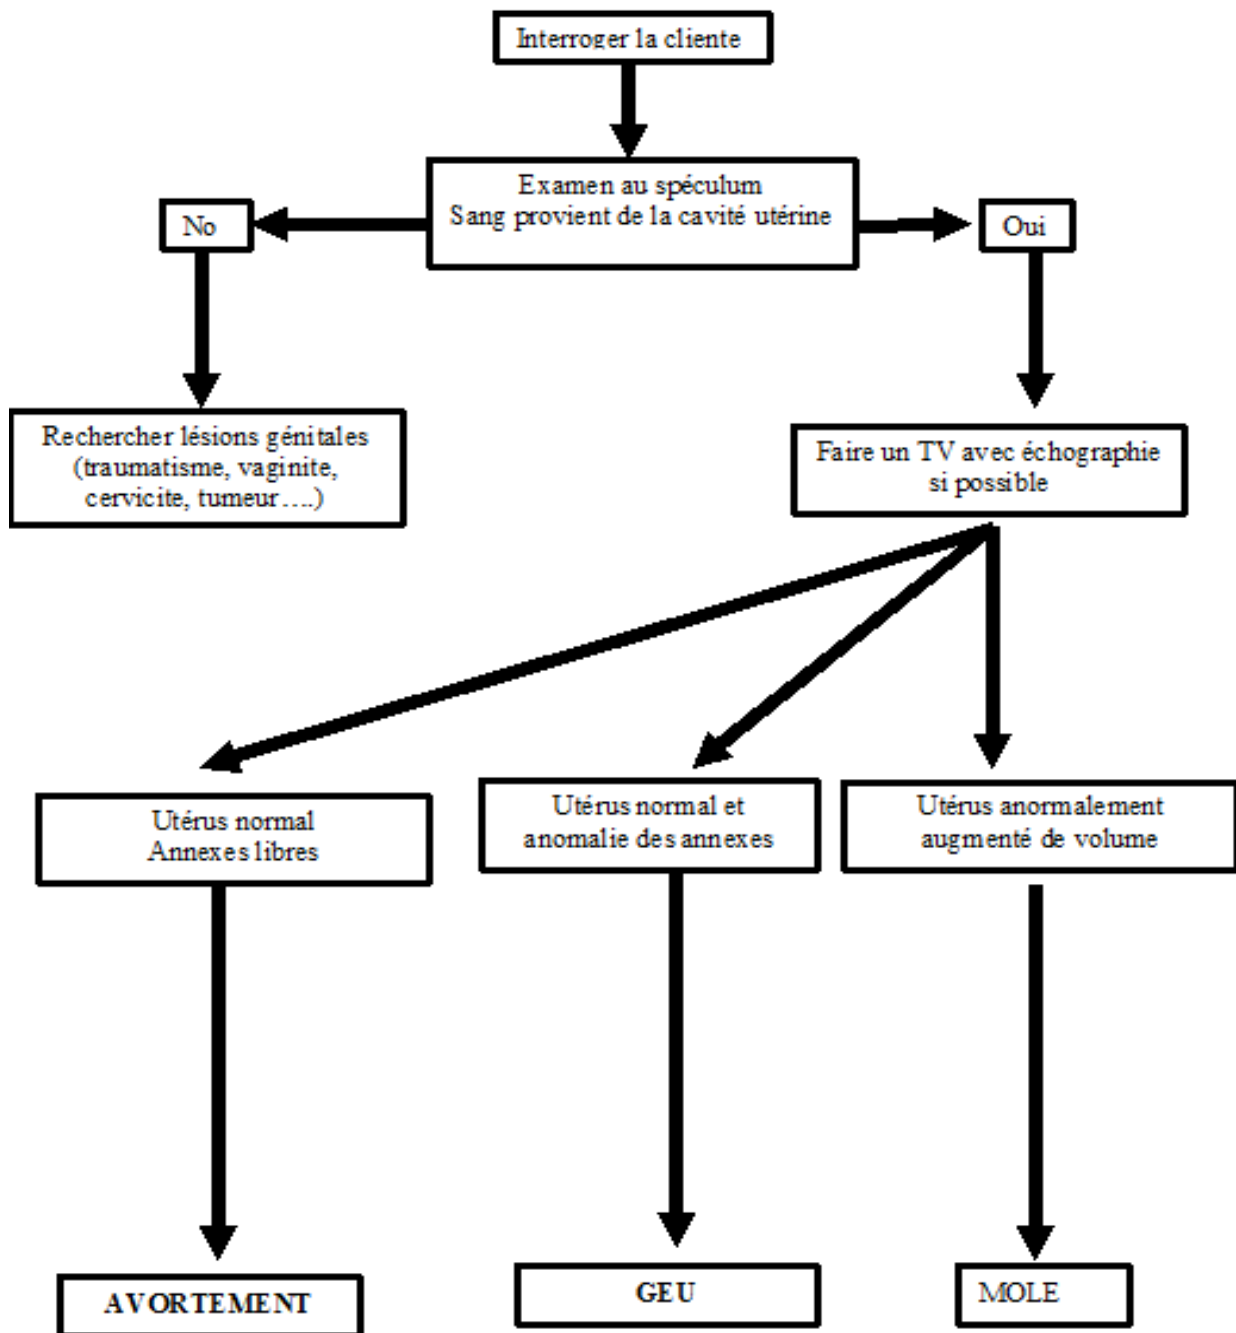 Interroger la cliente
Examen au spéculum
Sang provient de la cavité utérine
No
Oui
Rechercher lésions génitales
(traumatisme, vaginite,
cervicite, tumeur….)
Faire un TV avec échographie
si possible
Utérus normal
Annexes libres
Utérus normal et
anomalie des annexes
Utérus anormalement
augmenté de volume
AVORTEMENT
GEU
MOLE